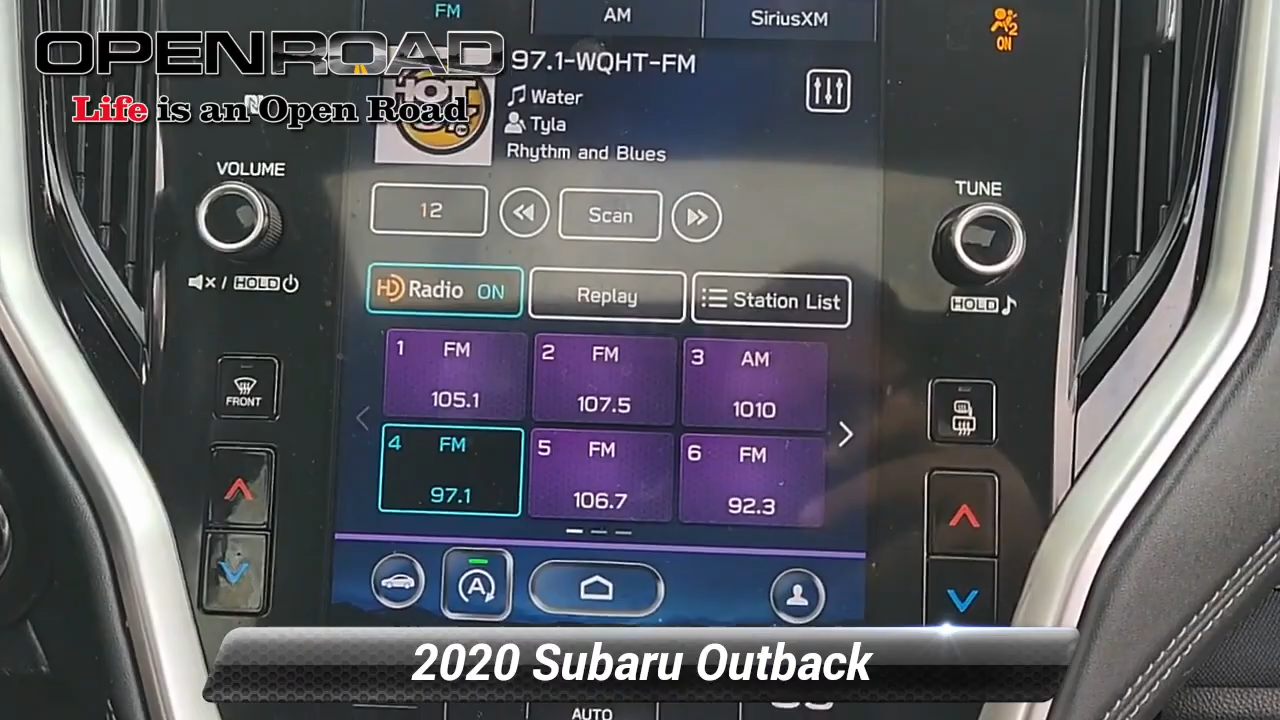 FM AM SiriusXM
2
ON
OPENROAD
Life is an Open Road
HOT
97.1-WQHT-FM
Water
Tyla
Rhythm and Blues
VOLUME
TUNE
12 Scan
/ HOLD
HOLD
HD Radio ON Replay Station List
1 FM 105.1
2 FM 107.5
3 AM 1010
FRONT
4 FM 97.1
5 FM 106.7
6 FM 92.3
A
2020 Subaru Outback
AUTO